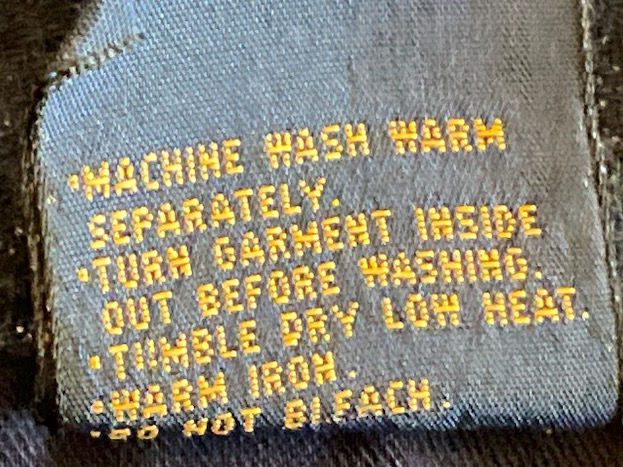 ·MACHINE WASH WARM
SEPARATELY.
·TURN GARMENT INSIDE
OUT BEFORE WASHING.
·TUMBLE DRY LOW HEAT.
·WARM IRON.
·DO NOT BLEACH.